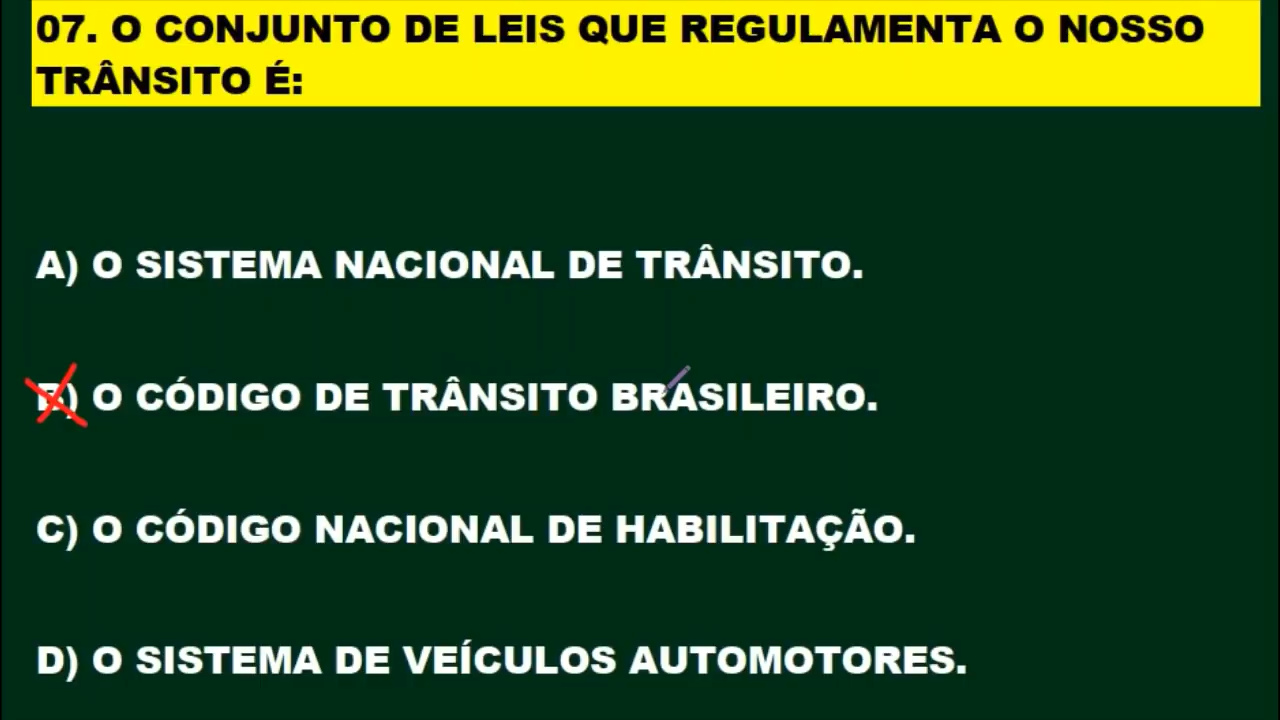 07. O CONJUNTO DE LEIS QUE REGULAMENTA O NOSSO
TRÂNSITO É:
A) O SISTEMA NACIONAL DE TRÂNSITO.
B) O CÓDIGO DE TRÂNSITO BRASILEIRO.
C) O CÓDIGO NACIONAL DE HABILITAÇÃO.
D) O SISTEMA DE VEÍCULOS AUTOMOTORES.